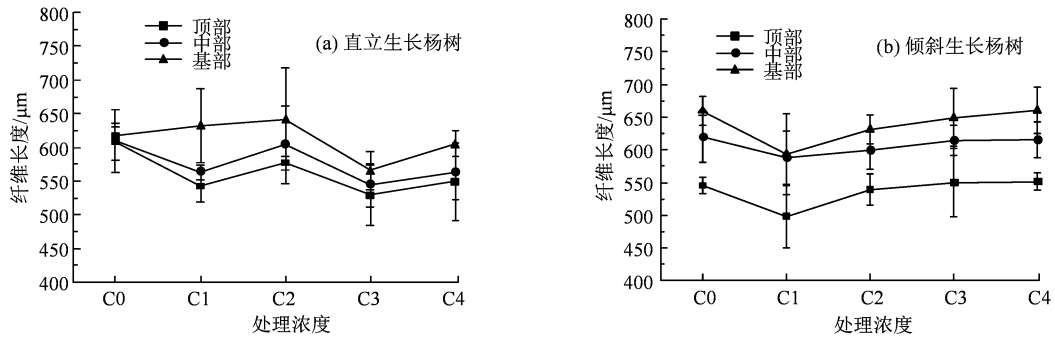 800
750
700
650
600
550
500
450
400
纤维长度/μm
顶部
中部
基部
(a) 直立生长杨树
C0 C1 C2 C3 C4
处理浓度
800
750
700
650
600
550
500
450
400
纤维长度/μm
顶部
中部
基部
(b) 倾斜生长杨树
C0 C1 C2 C3 C4
处理浓度